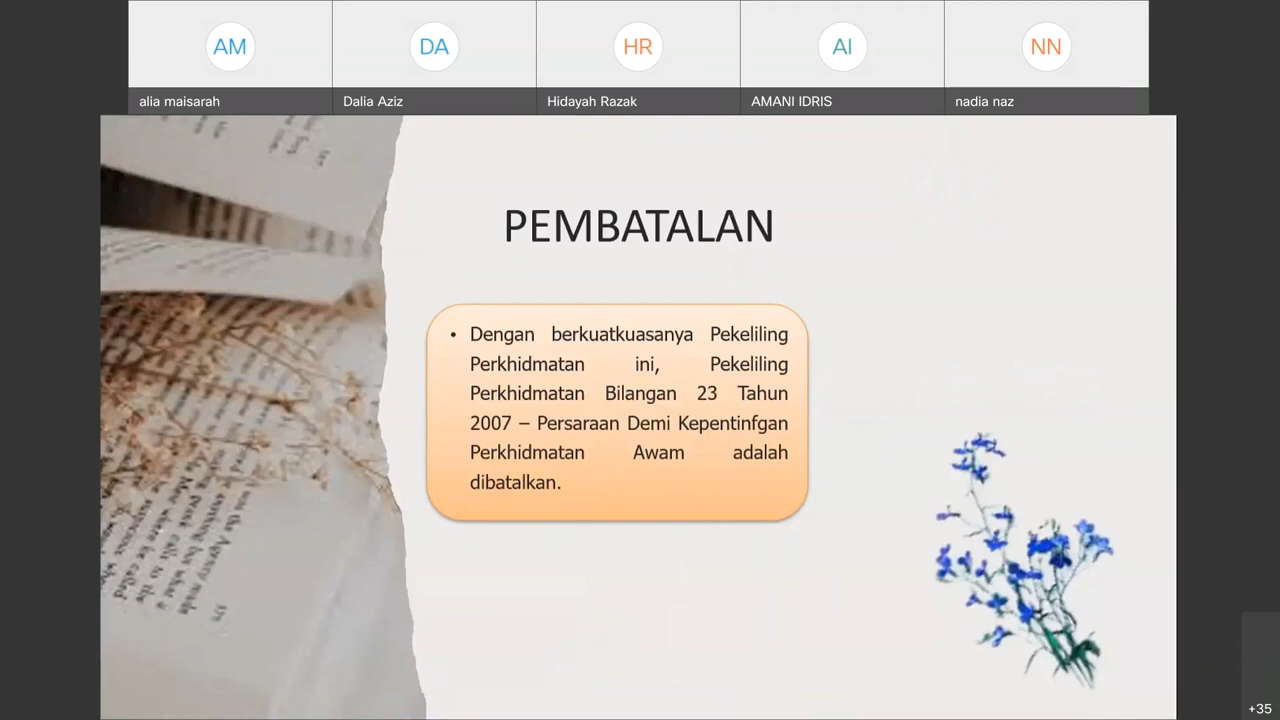 AM
DA
HR
AI
NN
alia maisarah
Dalia Aziz
Hidayah Razak
AMANI IDRIS
nadia naz
PEMBATALAN
• Dengan berkuatkuasanya Pekeliling
Perkhidmatan ini, Pekeliling
Perkhidmatan Bilangan 23 Tahun
2007 – Persaraan Demi Kepentinfgan
Perkhidmatan Awam adalah
dibatalkan.
+35